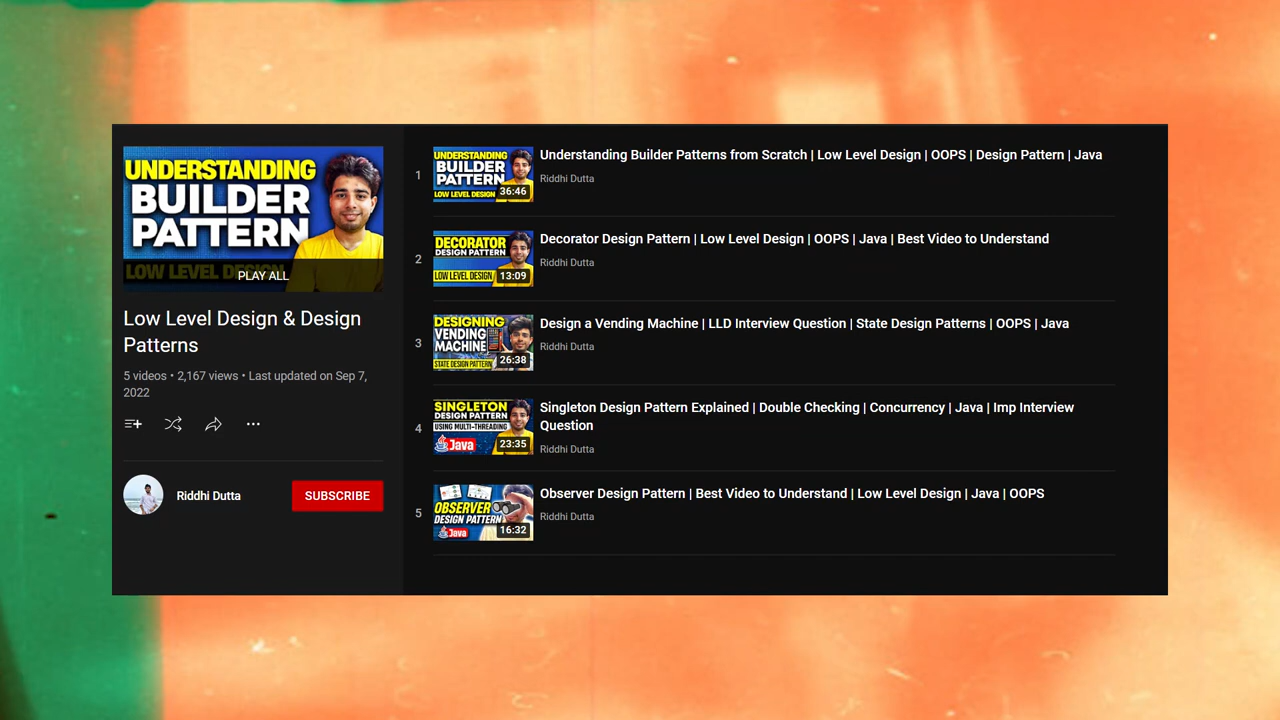 UNDERSTANDING
BUILDER
PATTERN
LOW LEVEL DESIGN
PLAY ALL
Low Level Design & Design
Patterns
5 videos • 2,167 views • Last updated on Sep 7,
2022
Riddhi Dutta
SUBSCRIBE
1
UNDERSTANDING
BUILDER
PATTERN
LOW LEVEL DESIGN
36:46
Understanding Builder Patterns from Scratch | Low Level Design | OOPS | Design Pattern | Java
Riddhi Dutta
2
DECORATOR
DESIGN PATTERN
LOW LEVEL DESIGN
13:09
Decorator Design Pattern | Low Level Design | OOPS | Java | Best Video to Understand
Riddhi Dutta
3
DESIGNING
VENDING
MACHINE
STATE DESIGN PATTERN
26:38
Design a Vending Machine | LLD Interview Question | State Design Patterns | OOPS | Java
Riddhi Dutta
4
SINGLETON
DESIGN PATTERN
USING MULTI-THREADING
Java
23:35
Singleton Design Pattern Explained | Double Checking | Concurrency | Java | Imp Interview
Question
Riddhi Dutta
5
OBSERVER
DESIGN PATTERN
Java
16:32
Observer Design Pattern | Best Video to Understand | Low Level Design | Java | OOPS
Riddhi Dutta